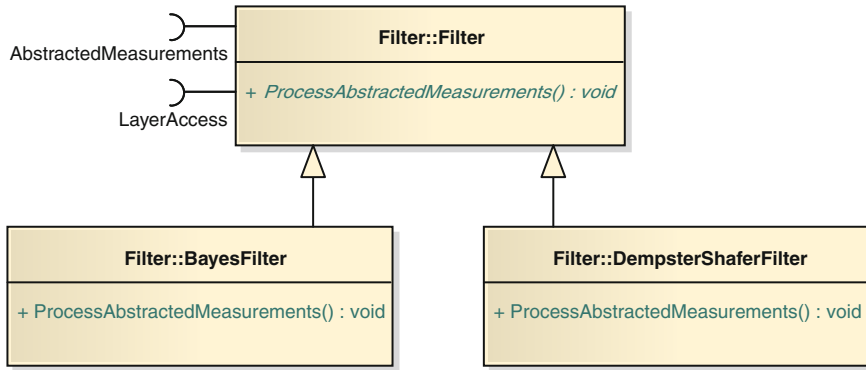 Filter::Filter
AbstractedMeasurements
+ ProcessAbstractedMeasurements() : void
LayerAccess
Filter::BayesFilter
+ ProcessAbstractedMeasurements() : void
Filter::DempsterShaferFilter
+ ProcessAbstractedMeasurements() : void